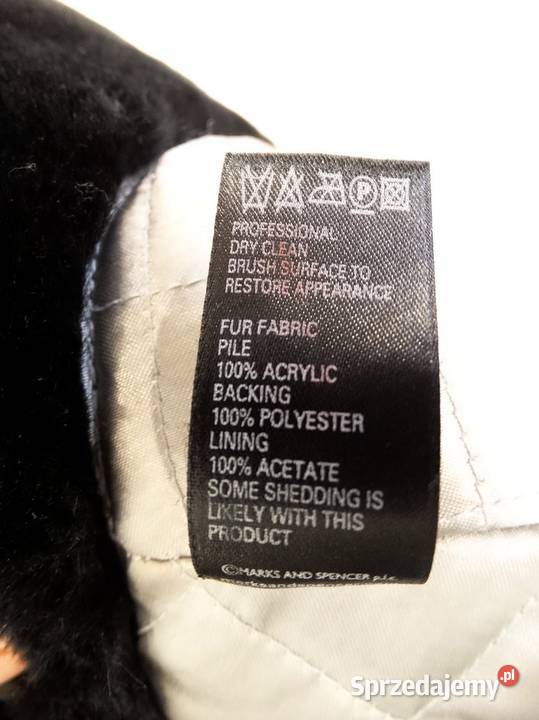 P
PROFESSIONAL
DRY CLEAN
BRUSH SURFACE TO
RESTORE APPEARANCE
FUR FABRIC
PILE
100% ACRYLIC
BACKING
100% POLYESTER
LINING
100% ACETATE
SOME SHEDDING IS
LIKELY WITH THIS
PRODUCT
©MARKS AND SPENCER p.l.c.
Sprzedajemy.pl